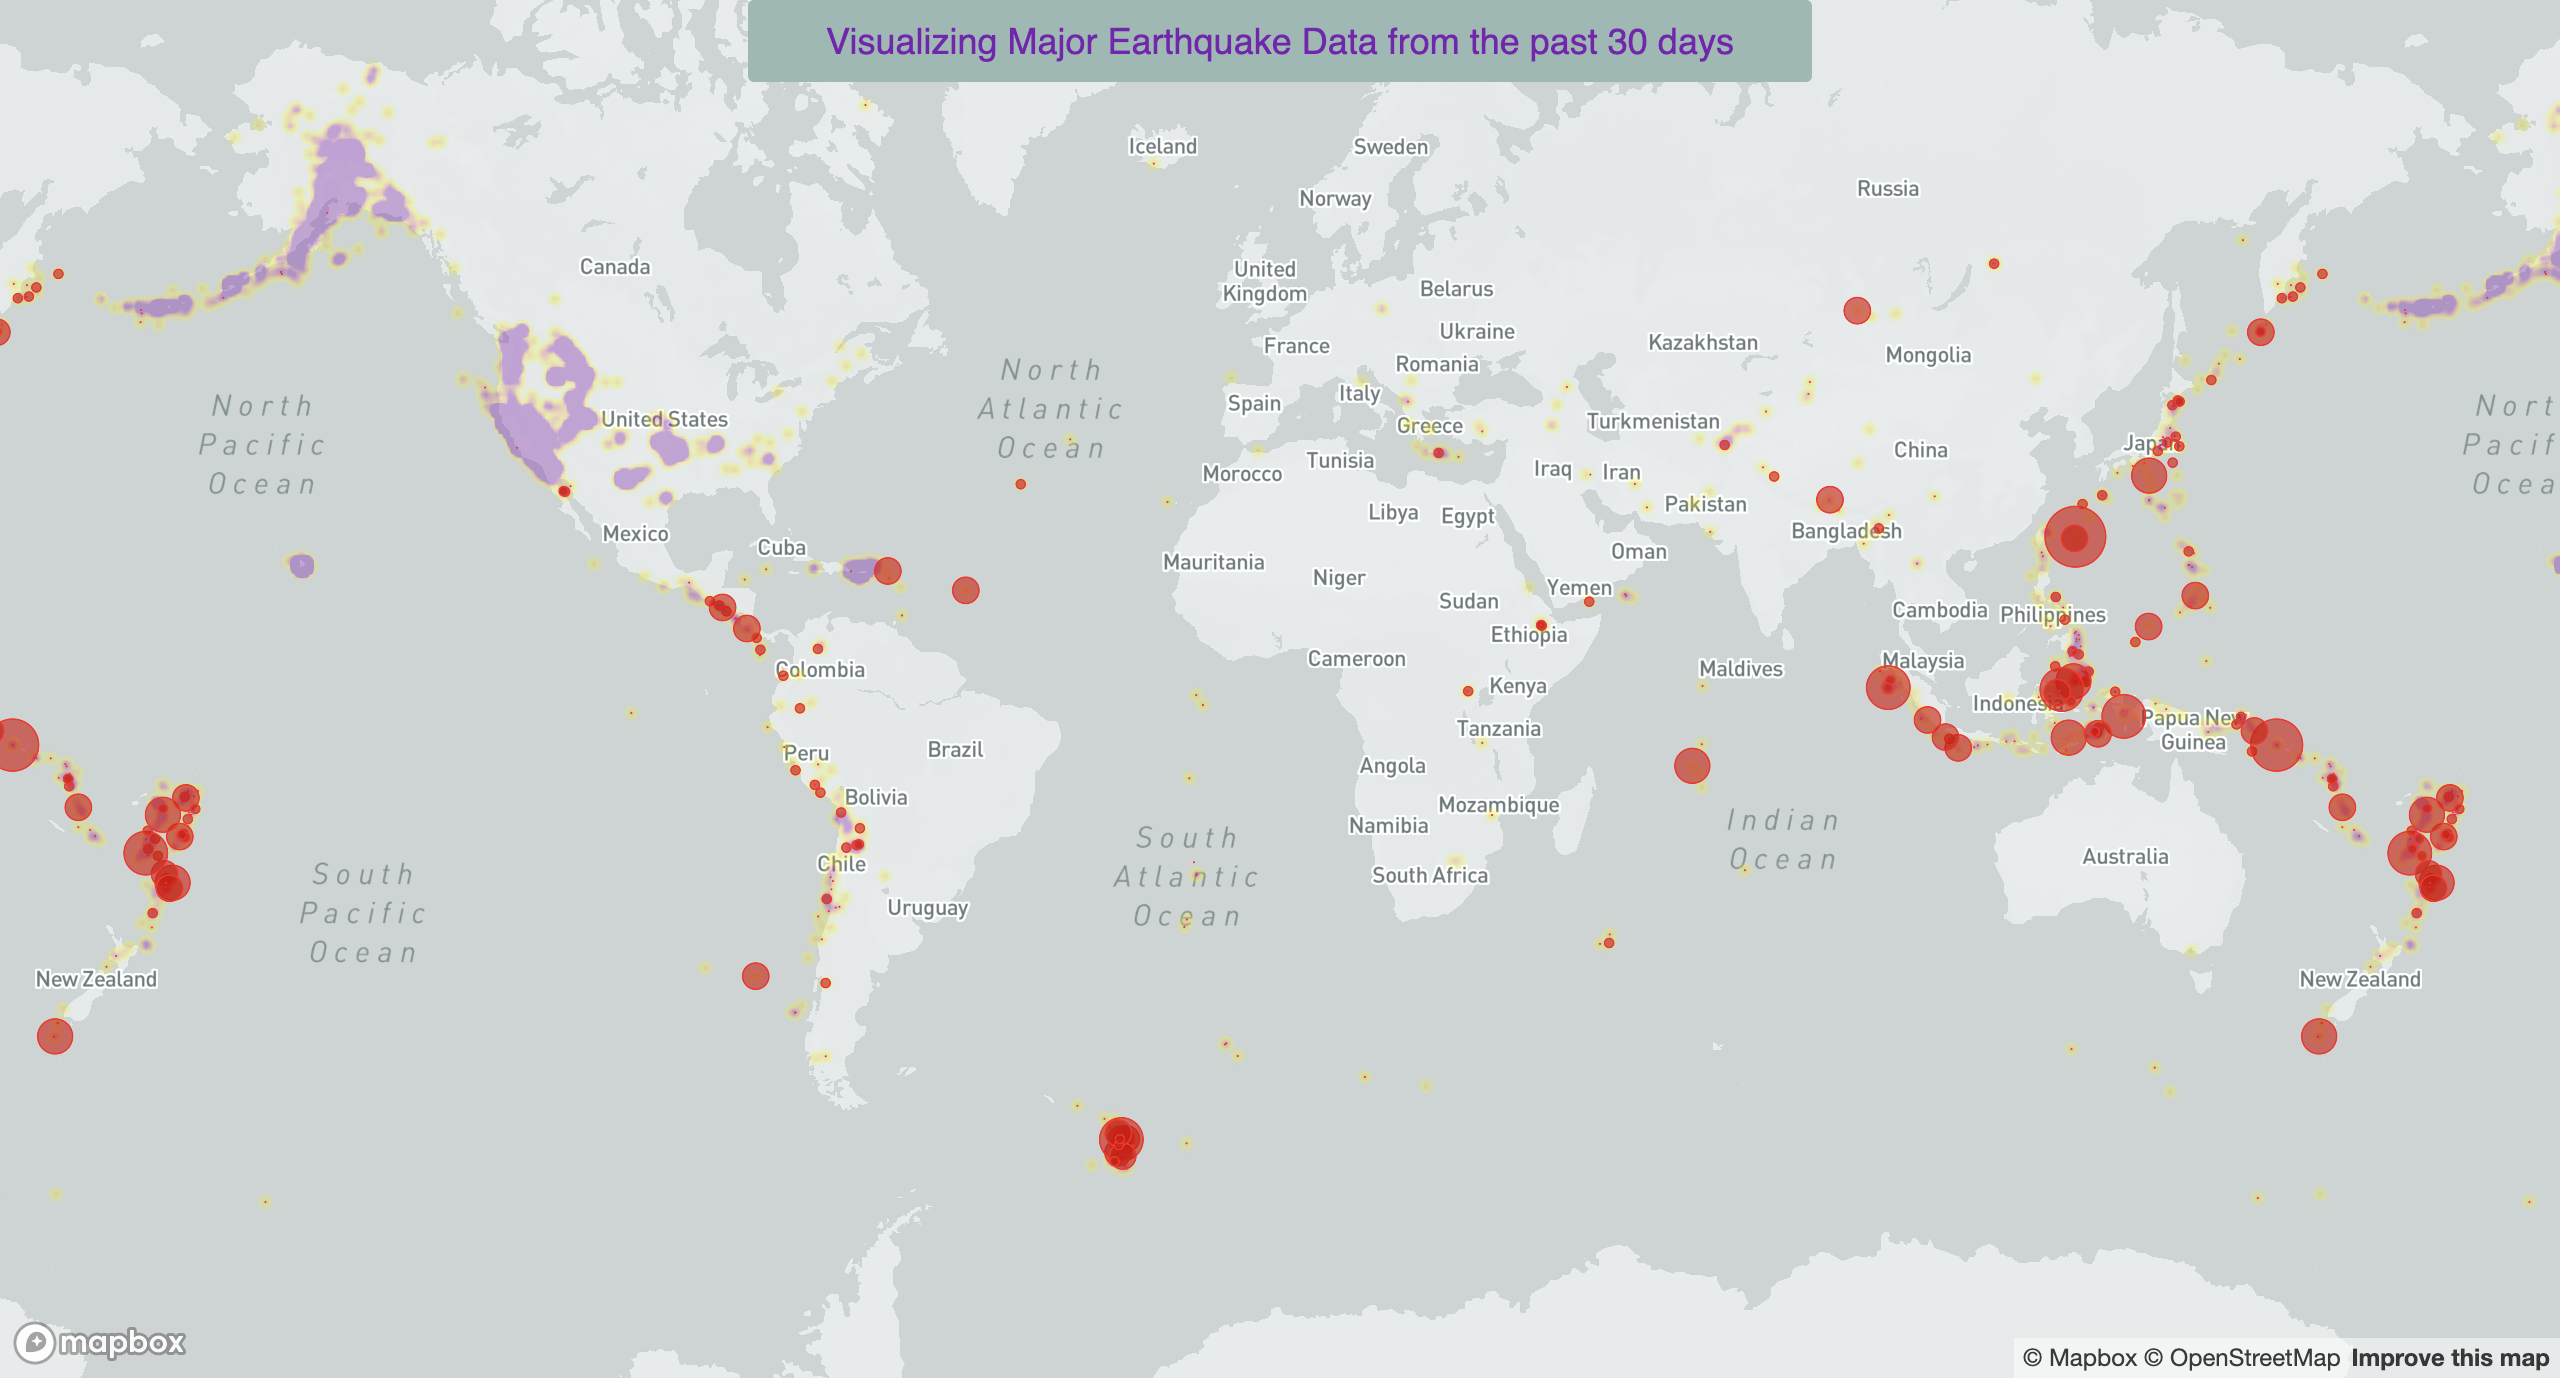 Visualizing Major Earthquake Data from the past 30 days
Iceland
Sweden
Norway
Russia
Canada
United
Kingdom
Belarus
Ukraine
Kazakhstan
France
Romania
Mongolia
North
Atlantic
Ocean
North
Pacific
Ocean
Nort
Pacif
Ocea
United States
Spain
Italy
Greece
Turkmenistan
Japan
China
Morocco
Tunisia
Iraq
Iran
Pakistan
Libya
Egypt
Bangladesh
Mexico
Cuba
Oman
Mauritania
Niger
Yemen
Sudan
Cambodia
Philippines
Ethiopia
Cameroon
Colombia
Maldives
Malaysia
Kenya
Indonesia
Tanzania
Papua New
Guinea
Peru
Brazil
Angola
Bolivia
Mozambique
Namibia
Indian
Ocean
South
Atlantic
Ocean
South
Pacific
Ocean
Chile
South Africa
Australia
Uruguay
New Zealand
New Zealand
mapbox
© Mapbox © OpenStreetMap Improve this map